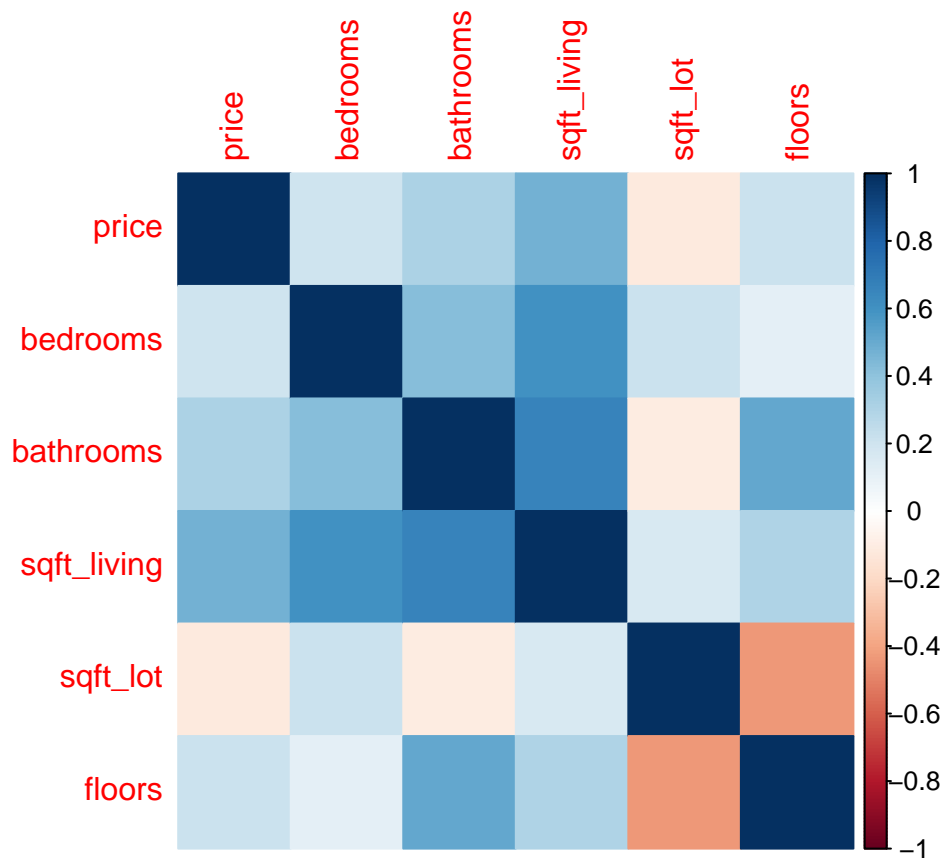 price
bedrooms
bathrooms
sqft_living
sqft_lot
floors
price
bedrooms
bathrooms
sqft_living
sqft_lot
floors
1
0.8
0.6
0.4
0.2
0
−0.2
−0.4
−0.6
−0.8
−1